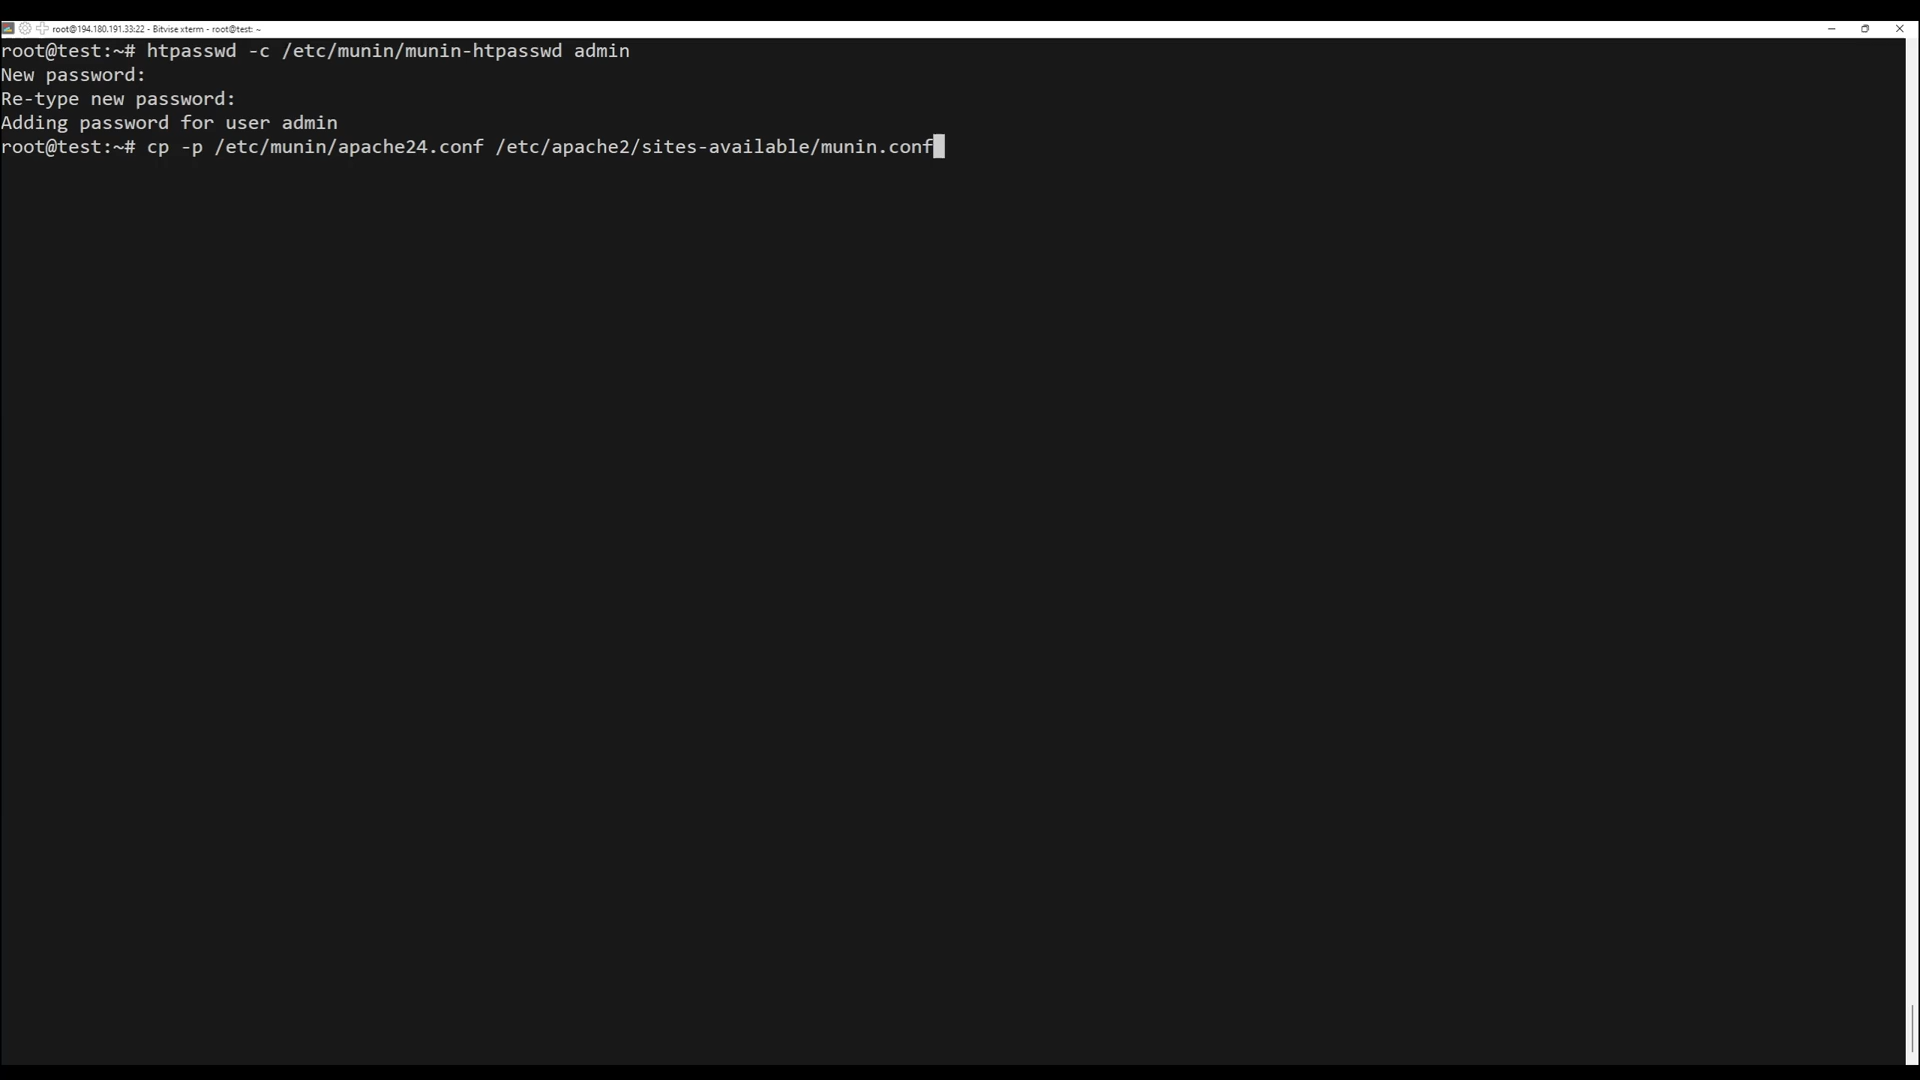 root@194.180.191.33:22 - Bitvise xterm - root@test: ~
root@test:~# htpasswd -c /etc/munin/munin-htpasswd admin
New password:
Re-type new password:
Adding password for user admin
root@test:~# cp -p /etc/munin/apache24.conf /etc/apache2/sites-available/munin.conf